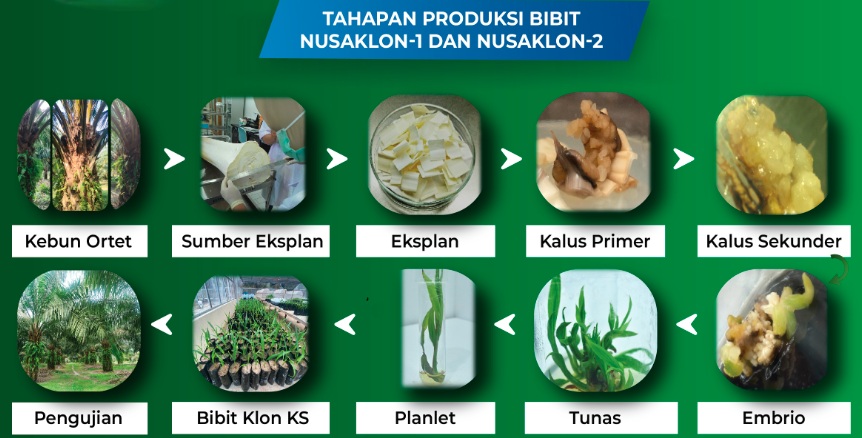 TAHAPAN PRODUKSI BIBIT
NUSAKLON-1 DAN NUSAKLON-2
Kebun Ortet
Sumber Eksplan
Eksplan
Kalus Primer
Kalus Sekunder
Embrio
Tunas
Planlet
Bibit Klon KS
Pengujian